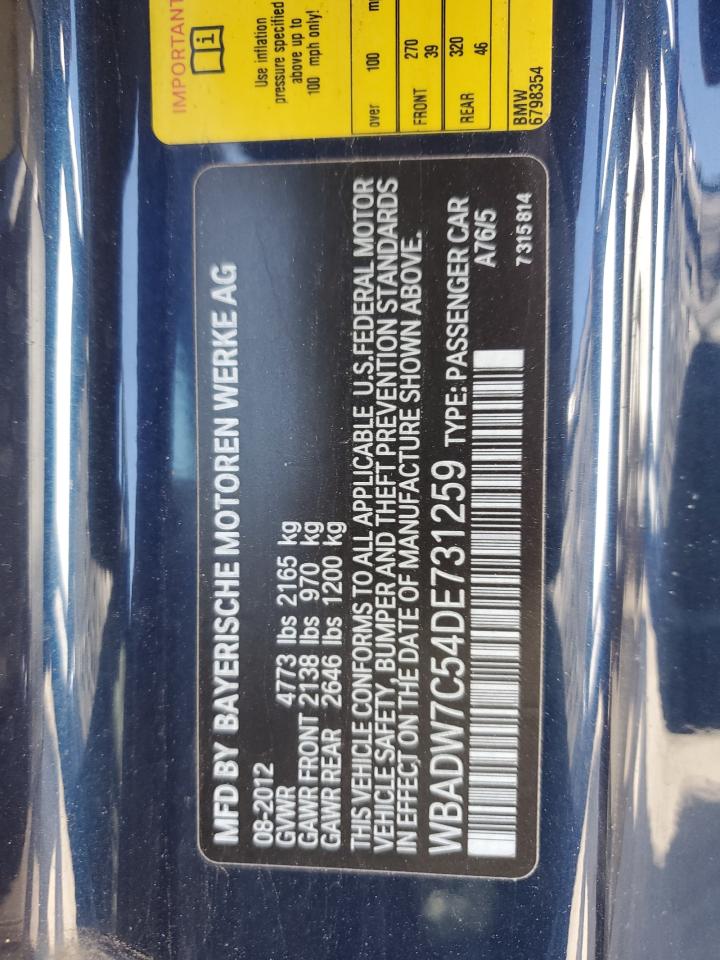 IMPORTANT
Use inflation
pressure specified
above up to
100 mph only!
over 100
FRONT 270
39
REAR 320
46
BMW
6798354
MFD BY BAYERISCHE MOTOREN WERKE AG
08-2012
GVWR 4773 lbs 2165 kg
GAWR FRONT 2138 lbs 970 kg
GAWR REAR 2646 lbs 1200 kg
THIS VEHICLE CONFORMS TO ALL APPLICABLE U.S.FEDERAL MOTOR
VEHICLE SAFETY, BUMPER AND THEFT PREVENTION STANDARDS
IN EFFECT ON THE DATE OF MANUFACTURE SHOWN ABOVE.
WBADW7C54DE731259 TYPE: PASSENGER CAR
A76/5
7 315 814